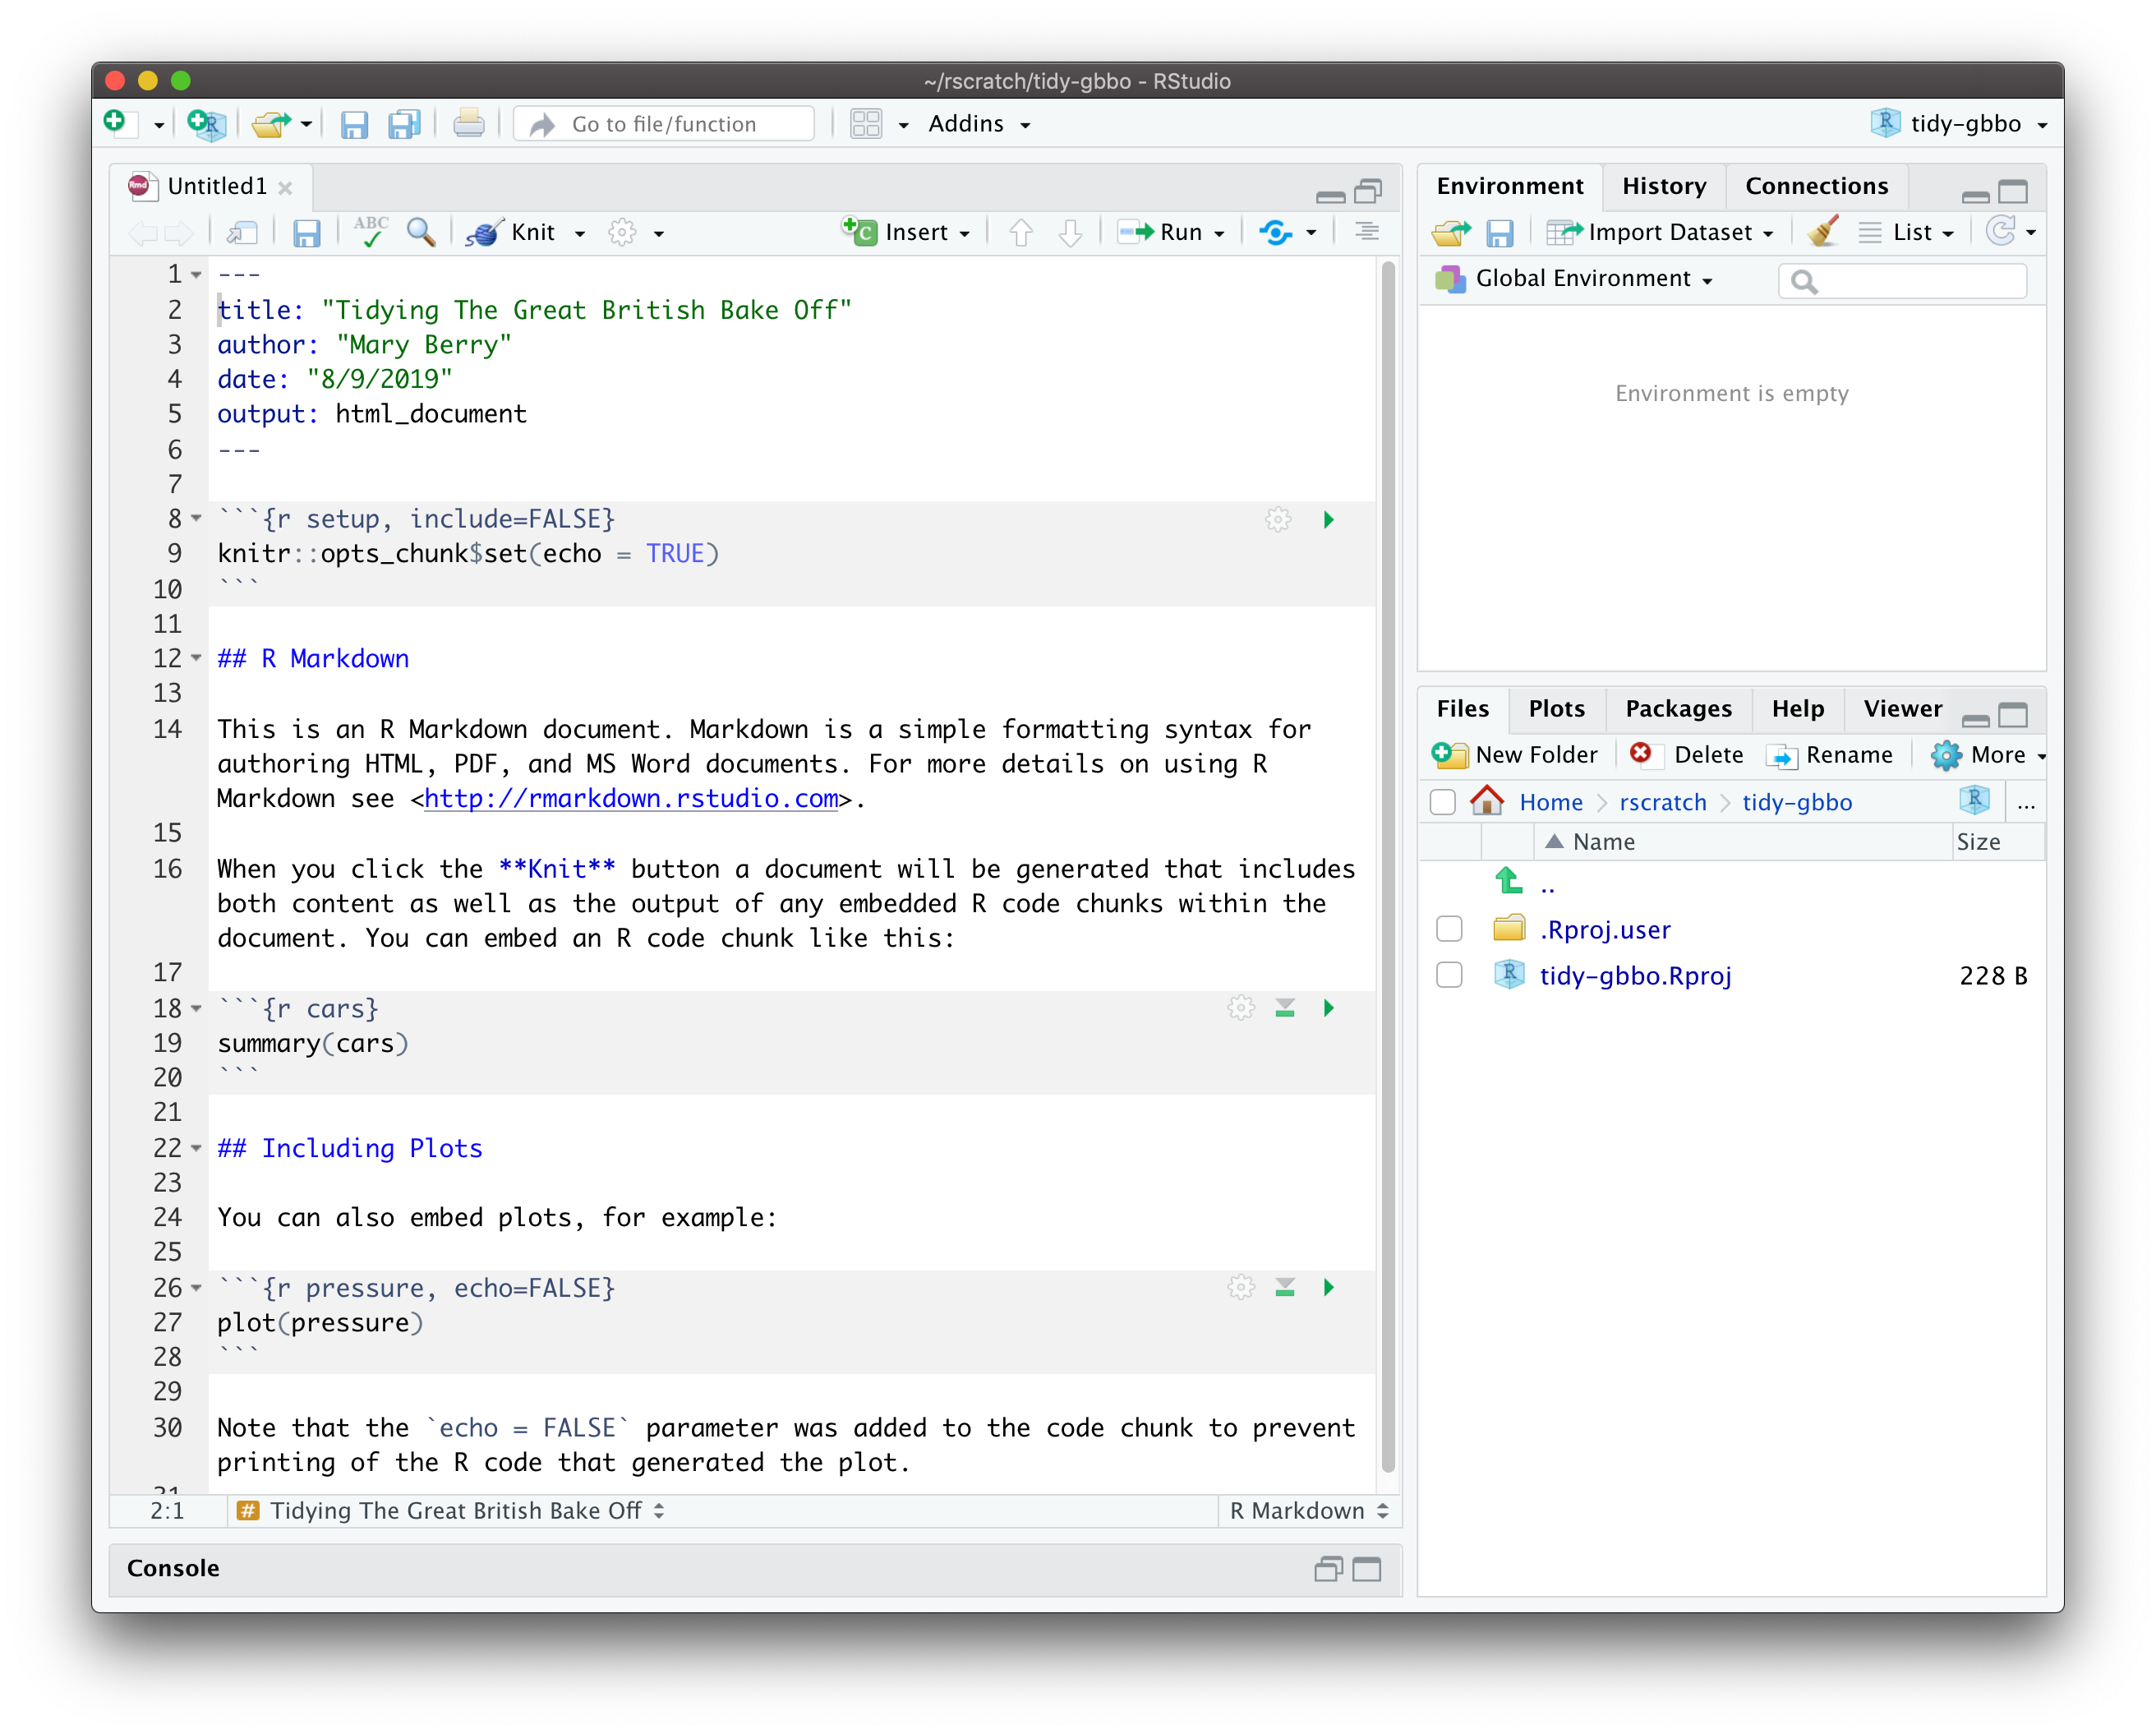 ~/rscratch/tidy-gbbo - RStudio
Go to file/function
Addins
tidy-gbbo
Untitled1
ABC
Knit
Insert
Run
1 ---
2 title: "Tidying The Great British Bake Off"
3 author: "Mary Berry"
4 date: "8/9/2019"
5 output: html_document
6 ---
7
8 ```{r setup, include=FALSE}
9 knitr::opts_chunk$set(echo = TRUE)
10 ```
11
12 ## R Markdown
13
14 This is an R Markdown document. Markdown is a simple formatting syntax for
authoring HTML, PDF, and MS Word documents. For more details on using R
Markdown see <http://rmarkdown.rstudio.com>.
15
16 When you click the **Knit** button a document will be generated that includes
both content as well as the output of any embedded R code chunks within the
document. You can embed an R code chunk like this:
17
18 ```{r cars}
19 summary(cars)
20 ```
21
22 ## Including Plots
23
24 You can also embed plots, for example:
25
26 ```{r pressure, echo=FALSE}
27 plot(pressure)
28 ```
29
30 Note that the `echo = FALSE` parameter was added to the code chunk to prevent
printing of the R code that generated the plot.
31
2:1
# Tidying The Great British Bake Off
R Markdown
Console
Environment
History
Connections
Import Dataset
List
Global Environment
Environment is empty
Files
Plots
Packages
Help
Viewer
New Folder
Delete
Rename
More
Home
rscratch
tidy-gbbo
...
Name
Size
..
.Rproj.user
tidy-gbbo.Rproj
228 B